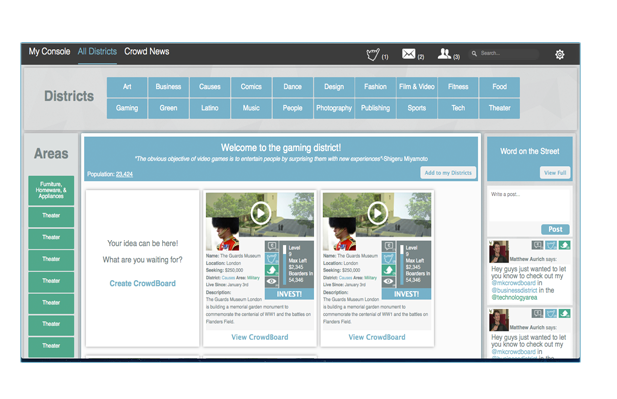 My Console All Districts Crowd News
(1) (2) (3) Search...
Districts
Art Business Causes Comics Dance Design Fashion Film & Video Fitness Food
Gaming Green Latino Music People Photography Publishing Sports Tech Theater
Areas
Furniture,
Homeware, &
Appliances
Theater
Theater
Theater
Theater
Theater
Theater
Theater
Welcome to the gaming district!
"The obvious objective of video games is to entertain people by surprising them with new experiences"-Shigeru Miyamoto
Population: 23,424
Add to my Districts
Your idea can be here!
What are you waiting for?
Create CrowdBoard
Name: The Guards Museum
Location: London
Seeking: $250,000
District: Causes Area: Military
Live Since: January 3rd
Description:
The Guards Museum London
is building a memorial garden monument to
commemorate the centenial of WW1 and the battles on
Flanders Field.
Level
9
Max Left
$2,345
Boarders In
54,348
INVEST!
View CrowdBoard
Name: The Guards Museum
Location: London
Seeking: $250,000
District: Causes Area: Military
Live Since: January 3rd
Description:
The Guards Museum London
is building a memorial garden monument to
commemorate the centenial of WW1 and the battles on
Flanders Field.
Level
9
Max Left
$2,345
Boarders In
54,348
INVEST!
View CrowdBoard
Word on the Street
View Full
Write a post...
Post
Matthew Aurich says:
Hey guys just wanted to let
you know to check out my
@mkcrowdboard in
@businessdistrict in the
@technologyarea
Matthew Aurich says:
Hey guys just wanted to let
you know to check out my
@mkcrowdboard in
@businessdistrict in the